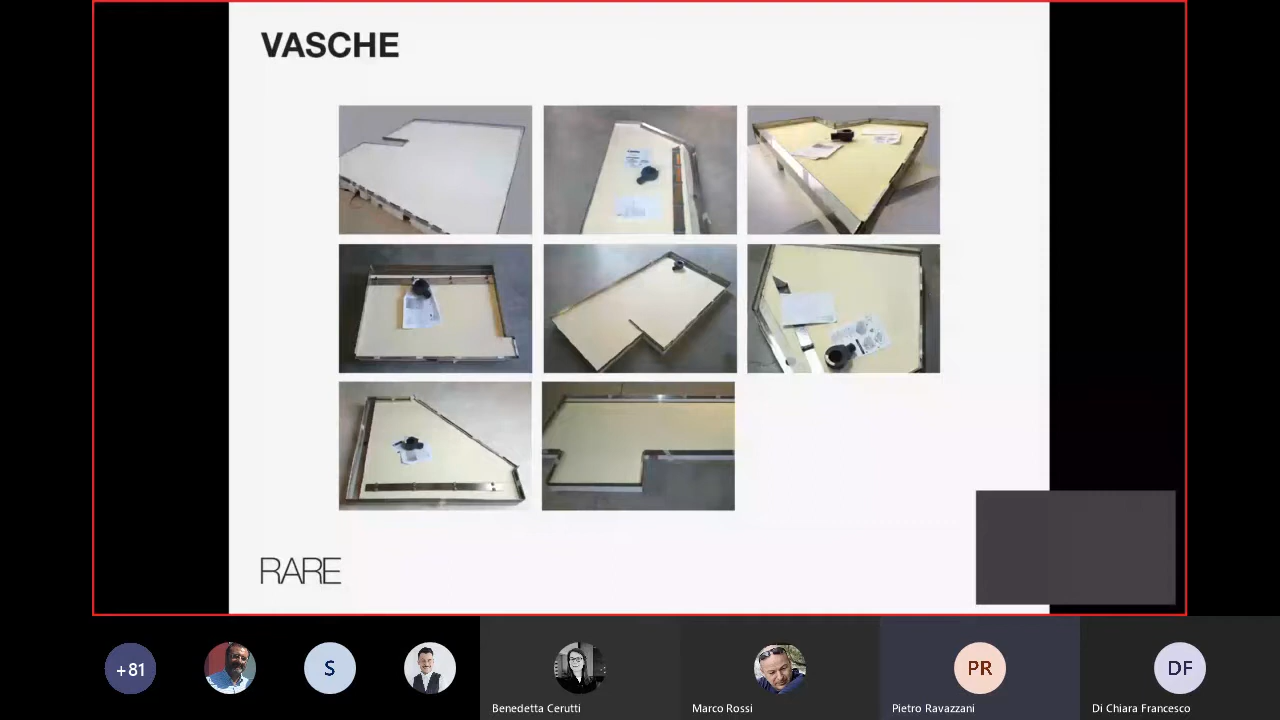 VASCHE
RARE
+81
S
PR
DF
Benedetta Cerutti
Marco Rossi
Pietro Ravazzani
Di Chiara Francesco